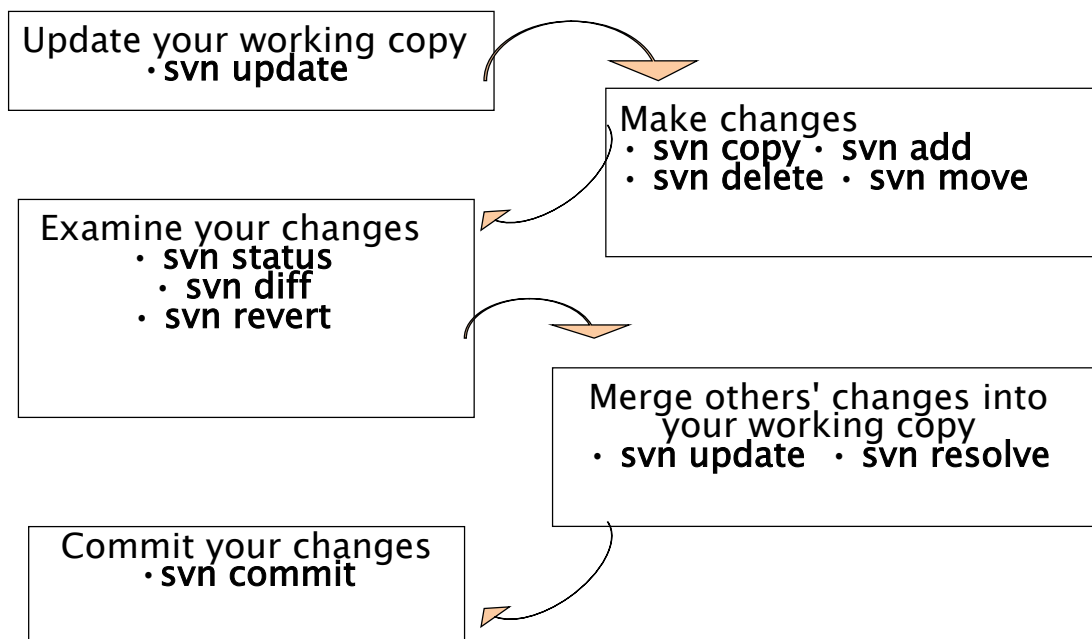 Update your working copy
•svn update
Make changes
• svn copy • svn add
• svn delete • svn move
Examine your changes
• svn status
• svn diff
• svn revert
Merge others' changes into
your working copy
• svn update • svn resolve
Commit your changes
•svn commit